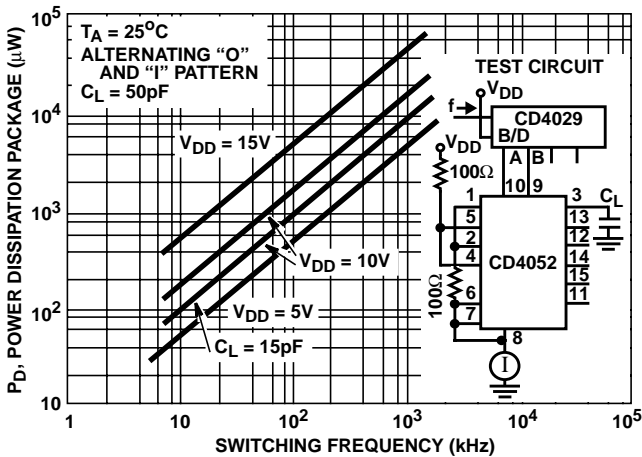 T_A = 25°C
ALTERNATING “O”
AND “I” PATTERN
C_L = 50pF
V_DD = 15V
V_DD = 10V
V_DD = 5V
C_L = 15pF
TEST CIRCUIT
V_DD
f
CD4029
B/D
A B
V_DD
100Ω
10 9
1
5
2
4
100Ω
6
7
8
CD4052
3
13
12
14
15
11
C_L
I
P_D, POWER DISSIPATION PACKAGE (µW)
10^5
10^4
10^3
10^2
10
1 10 10^2 10^3 10^4 10^5
SWITCHING FREQUENCY (kHz)